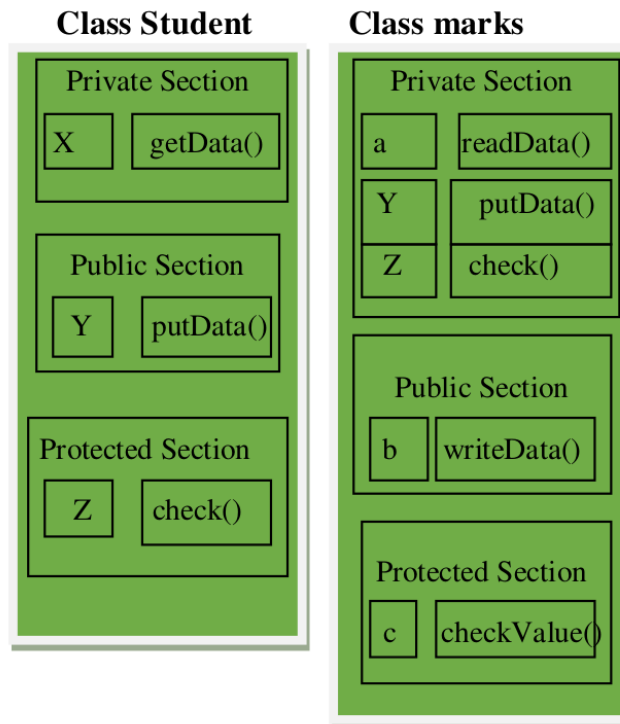 Class Student
Private Section
X getData()
Public Section
Y putData()
Protected Section
Z check()
Class marks
Private Section
a readData()
Y putData()
Z check()
Public Section
b writeData()
Protected Section
c checkValue()